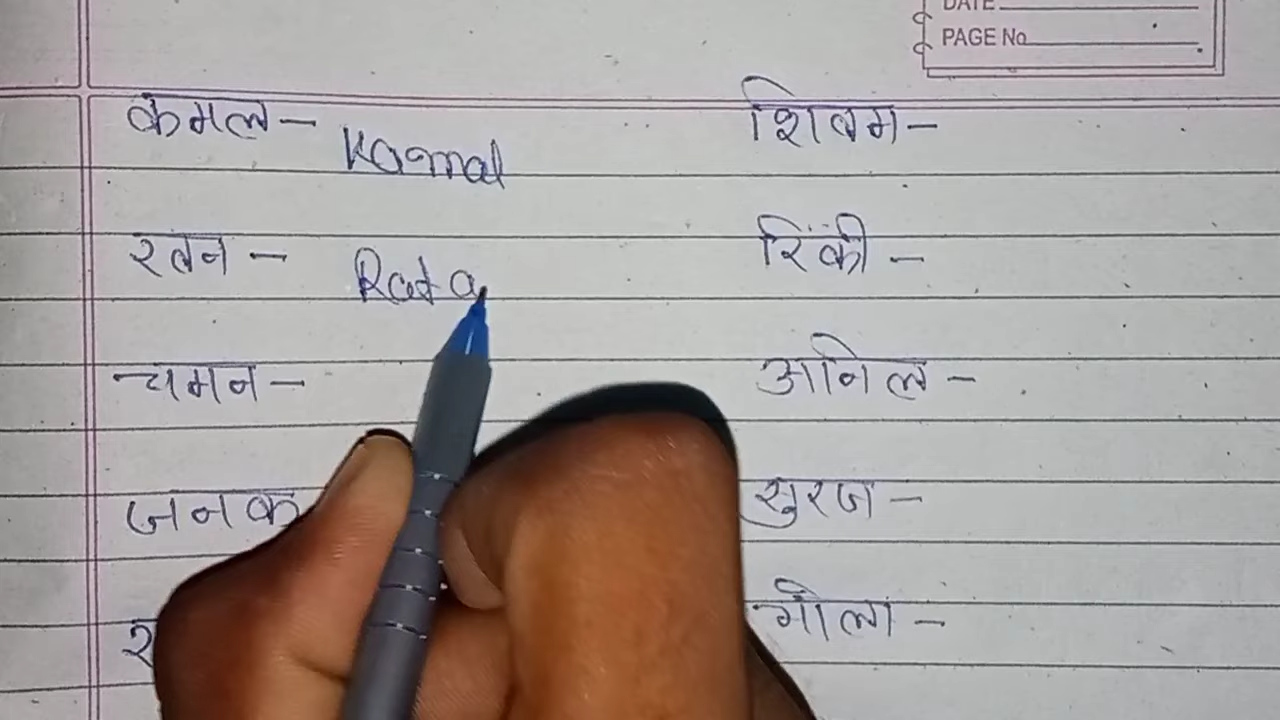 DATE
PAGE No.
कमल - Kamal
शिवम -
रतन - Rata
रिंकी -
चमन -
अनिल -
जनक
सुरज -
गोला -